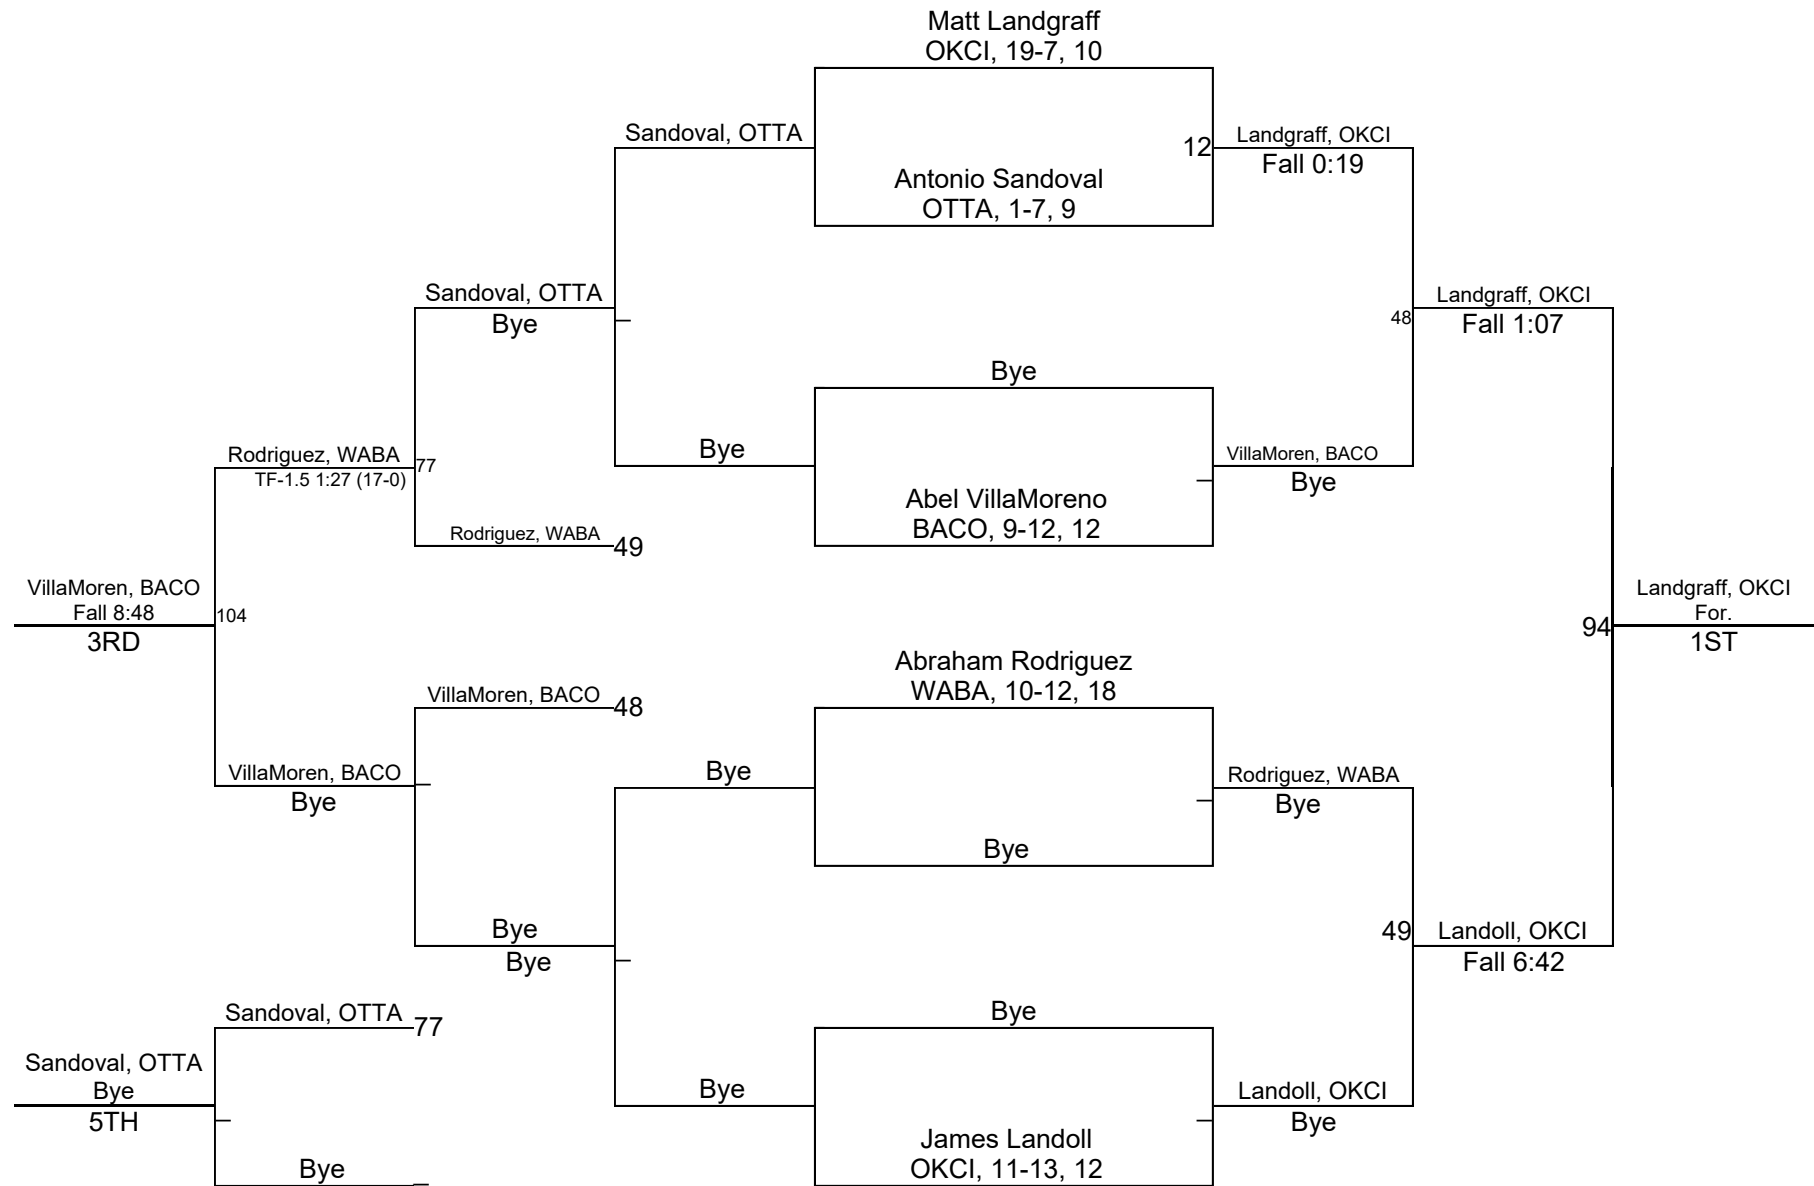 Matt Landgraff
OKCI, 19-7, 10
Sandoval, OTTA
12
Landgraff, OKCI
Fall 0:19
Antonio Sandoval
OTTA, 1-7, 9
Sandoval, OTTA
Bye
48
Landgraff, OKCI
Fall 1:07
Bye
Bye
VillaMoren, BACO
Bye
Rodriguez, WABA
TF-1.5 1:27 (17-0)
77
Abel VillaMoreno
BACO, 9-12, 12
Rodriguez, WABA
49
VillaMoren, BACO
Fall 8:48
3RD
104
94
Landgraff, OKCI
For.
1ST
Abraham Rodriguez
WABA, 10-12, 18
VillaMoren, BACO
48
VillaMoren, BACO
Bye
Bye
Rodriguez, WABA
Bye
Bye
Bye
Bye
49
Landoll, OKCI
Fall 6:42
Sandoval, OTTA
77
Bye
Sandoval, OTTA
Bye
5TH
Bye
Landoll, OKCI
Bye
James Landoll
OKCI, 11-13, 12
Bye